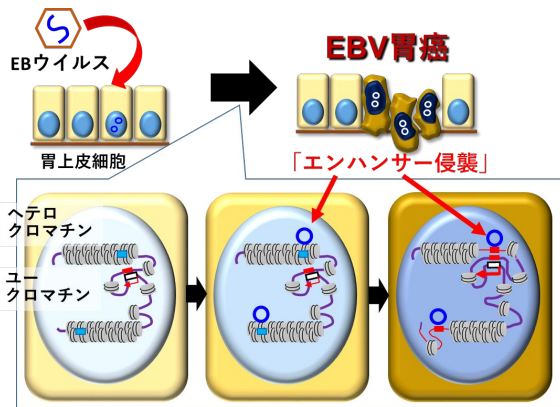 EBウイルス
EBV胃癌
胃上皮細胞
「エンハンサー侵襲」
ヘテロ
クロマチン
ユー
クロマチン